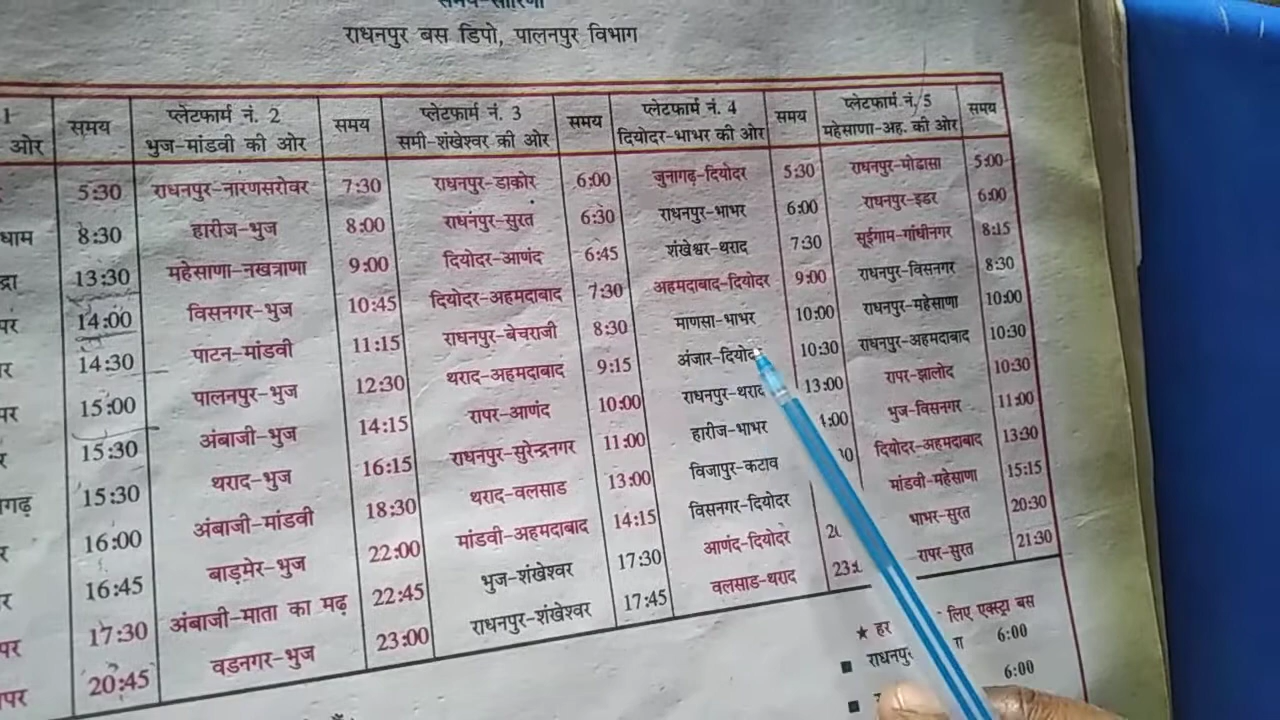 समय-सारिणी
राधनपुर बस डिपो, पालनपुर विभाग
1 समय प्लेटफार्म नं. 2 समय प्लेटफार्म नं. 3 समय प्लेटफार्म नं. 4 समय प्लेटफार्म नं. 5 समय
ओर भुज-मांडवी की ओर समी-शंखेश्वर की ओर दियोदर-भाभर की ओर महेसाणा-अह. की ओर
5:30 राधनपुर-नारणसरोवर 7:30 राधनपुर-डाकोर 6:00 जुनागढ़-दियोदर 5:30 राधनपुर-मोढासा 5:00
8:30 हारीज-भुज 8:00 राधनपुर-सुरत 6:30 राधनपुर-भाभर 6:00 राधनपुर-इडर 6:00
13:30 महेसाणा-नखत्राणा 9:00 दियोदर-आणंद 6:45 शंखेश्वर-थराद 7:30 सूईगाम-गांधीनगर 8:15
14:00 विसनगर-भुज 10:45 दियोदर-अहमदाबाद 7:30 अहमदाबाद-दियोदर 9:00 राधनपुर-विसनगर 8:30
14:30 पाटन-मांडवी 11:15 राधनपुर-बेचराजी 8:30 माणसा-भाभर 10:00 राधनपुर-महेसाणा 10:00
15:00 पालनपुर-भुज 12:30 थराद-अहमदाबाद 9:15 अंजार-दियोद 10:30 राधनपुर-अहमदाबाद 10:30
15:30 अंबाजी-भुज 14:15 रापर-आणंद 10:00 राधनपुर-थराद 13:00 रापर-झालोद 10:30
15:30 थराद-भुज 16:15 राधनपुर-सुरेन्द्रनगर 11:00 हारीज-भाभर 4:00 भुज-विसनगर 11:00
16:00 अंबाजी-मांडवी 18:30 थराद-वलसाड 13:00 विजापुर-कटाव दियोदर-अहमदाबाद 13:30
16:45 बाड़मेर-भुज 22:00 मांडवी-अहमदाबाद 14:15 विसनगर-दियोदर मांडवी-महेसाणा 15:15
17:30 अंबाजी-माता का मढ़ 22:45 भुज-शंखेश्वर 17:30 आणंद-दियोदर भाभर-सुरत 20:30
20:45 वडनगर-भुज 23:00 राधनपुर-शंखेश्वर 17:45 वलसाड-थराद रापर-सुरत 21:30
★ हर लिए एक्स्ट्रा बस
■ राधनपुर 6:00
■ 6:00